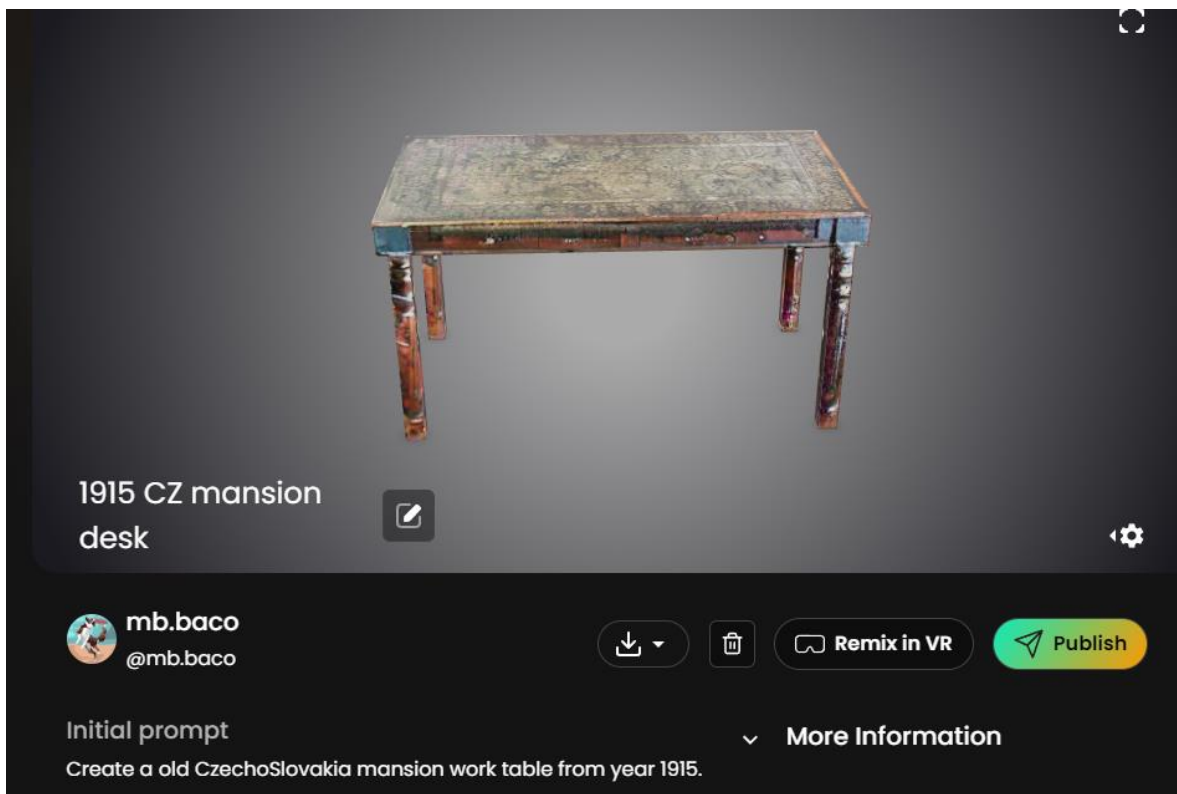 1915 CZ mansion
desk
mb.baco
@mb.baco
Remix in VR
Publish
Initial prompt
More Information
Create a old CzechoSlovakia mansion work table from year 1915.